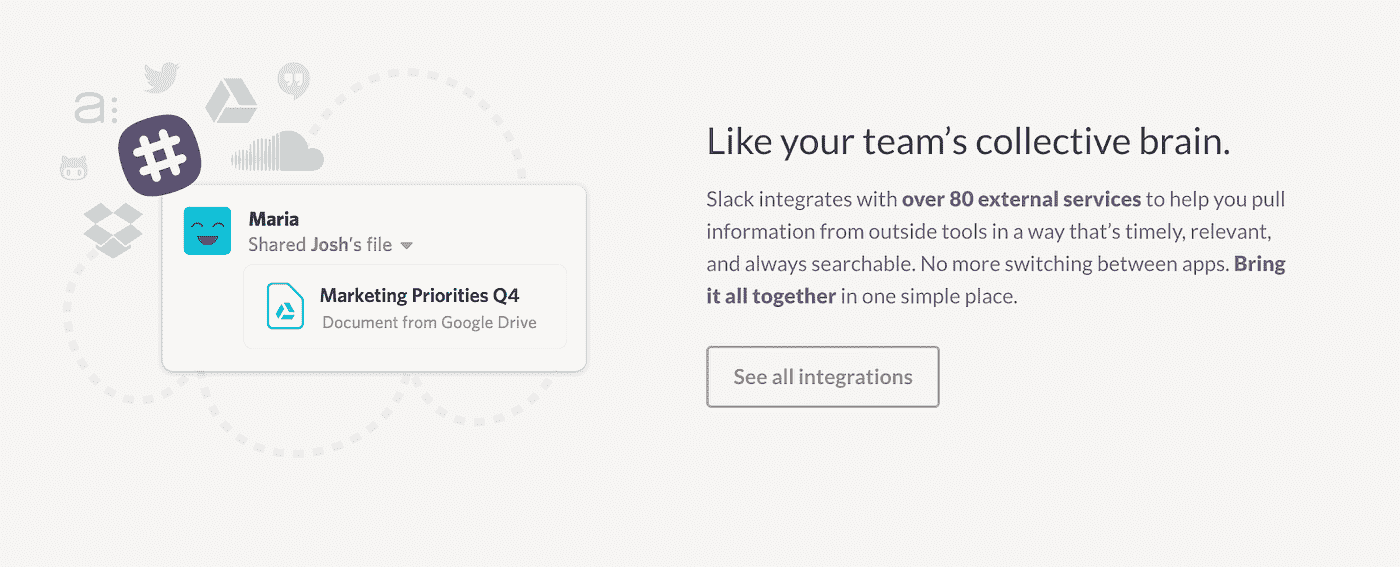 a:
#
Maria
Shared Josh's file
Marketing Priorities Q4
Document from Google Drive
Like your team’s collective brain.
Slack integrates with over 80 external services to help you pull
information from outside tools in a way that’s timely, relevant,
and always searchable. No more switching between apps. Bring
it all together in one simple place.
See all integrations